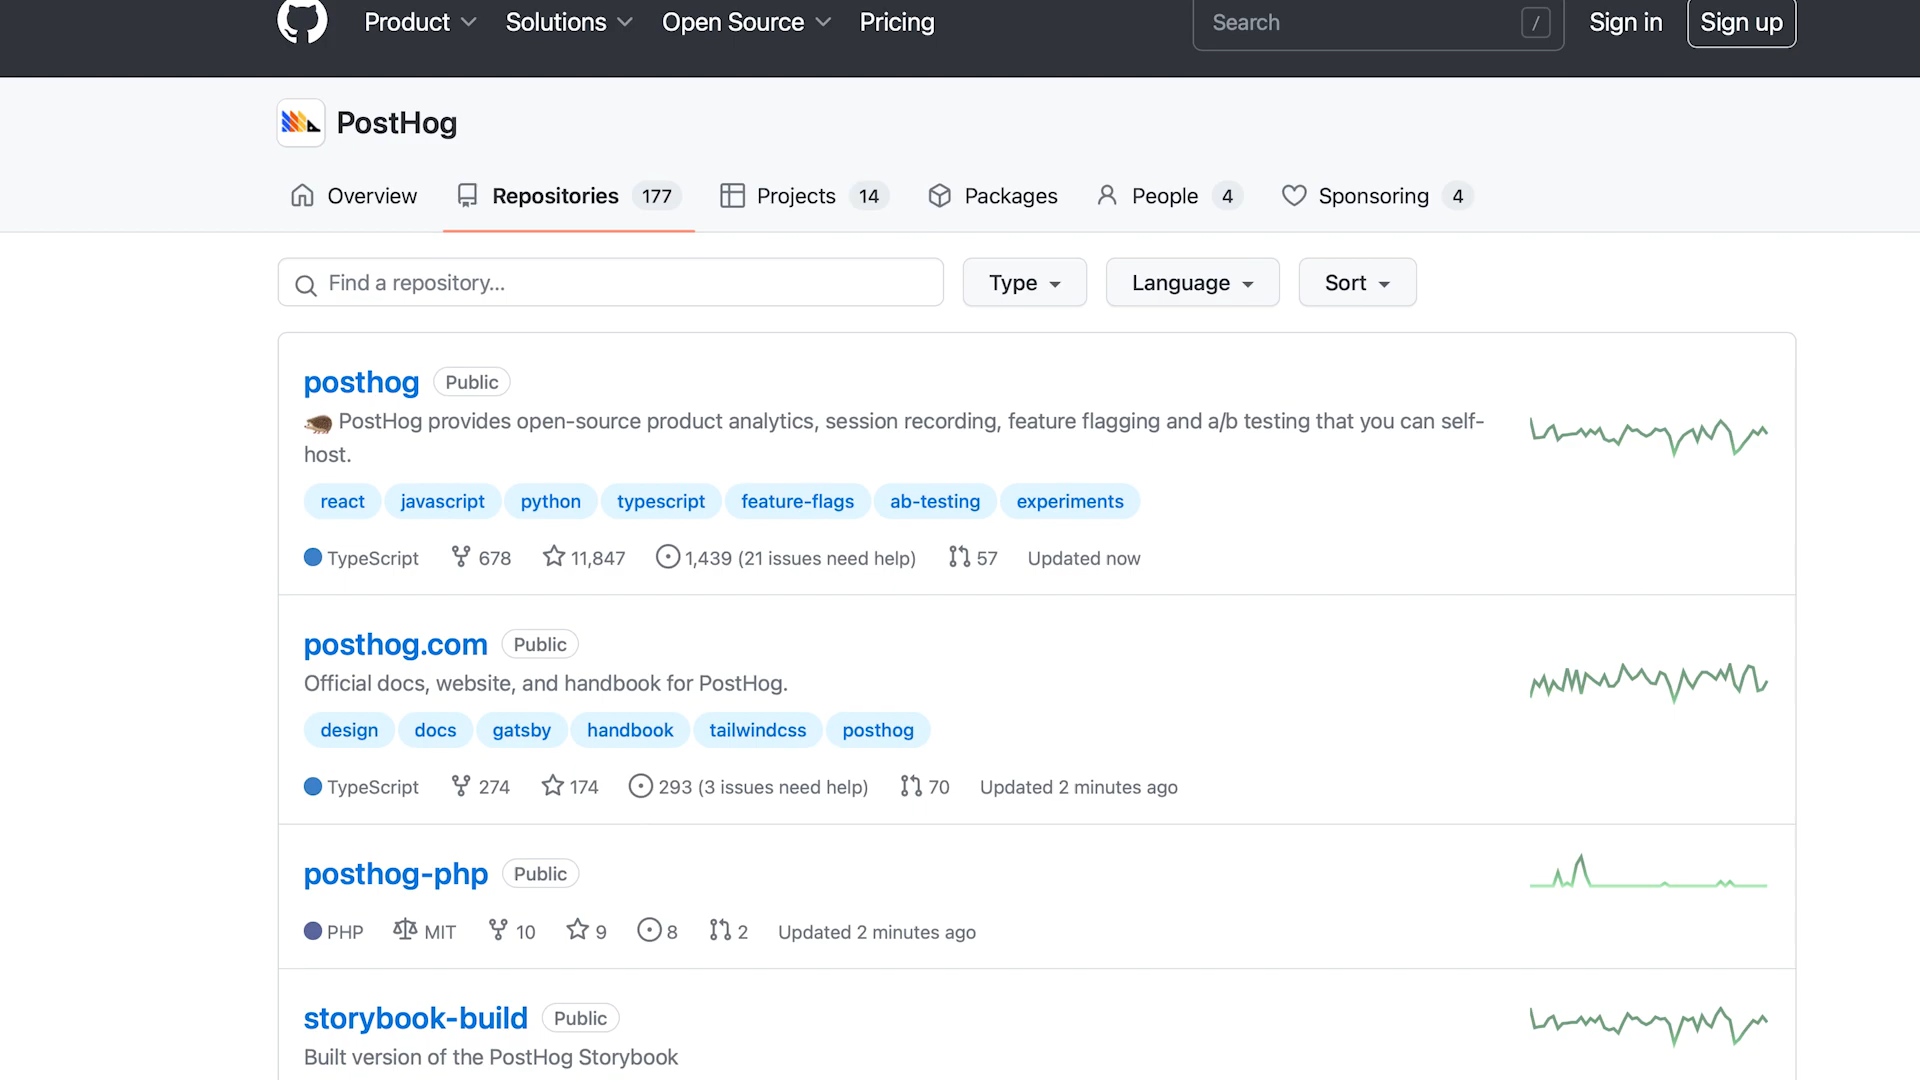 Product Solutions Open Source Pricing Search / Sign in Sign up
PostHog
Overview Repositories 177 Projects 14 Packages People 4 Sponsoring 4
Find a repository... Type Language Sort
posthog Public
PostHog provides open-source product analytics, session recording, feature flagging and a/b testing that you can self-
host.
react javascript python typescript feature-flags ab-testing experiments
TypeScript 678 11,847 1,439 (21 issues need help) 57 Updated now
posthog.com Public
Official docs, website, and handbook for PostHog.
design docs gatsby handbook tailwindcss posthog
TypeScript 274 174 293 (3 issues need help) 70 Updated 2 minutes ago
posthog-php Public
PHP MIT 10 9 8 2 Updated 2 minutes ago
storybook-build Public
Built version of the PostHog Storybook